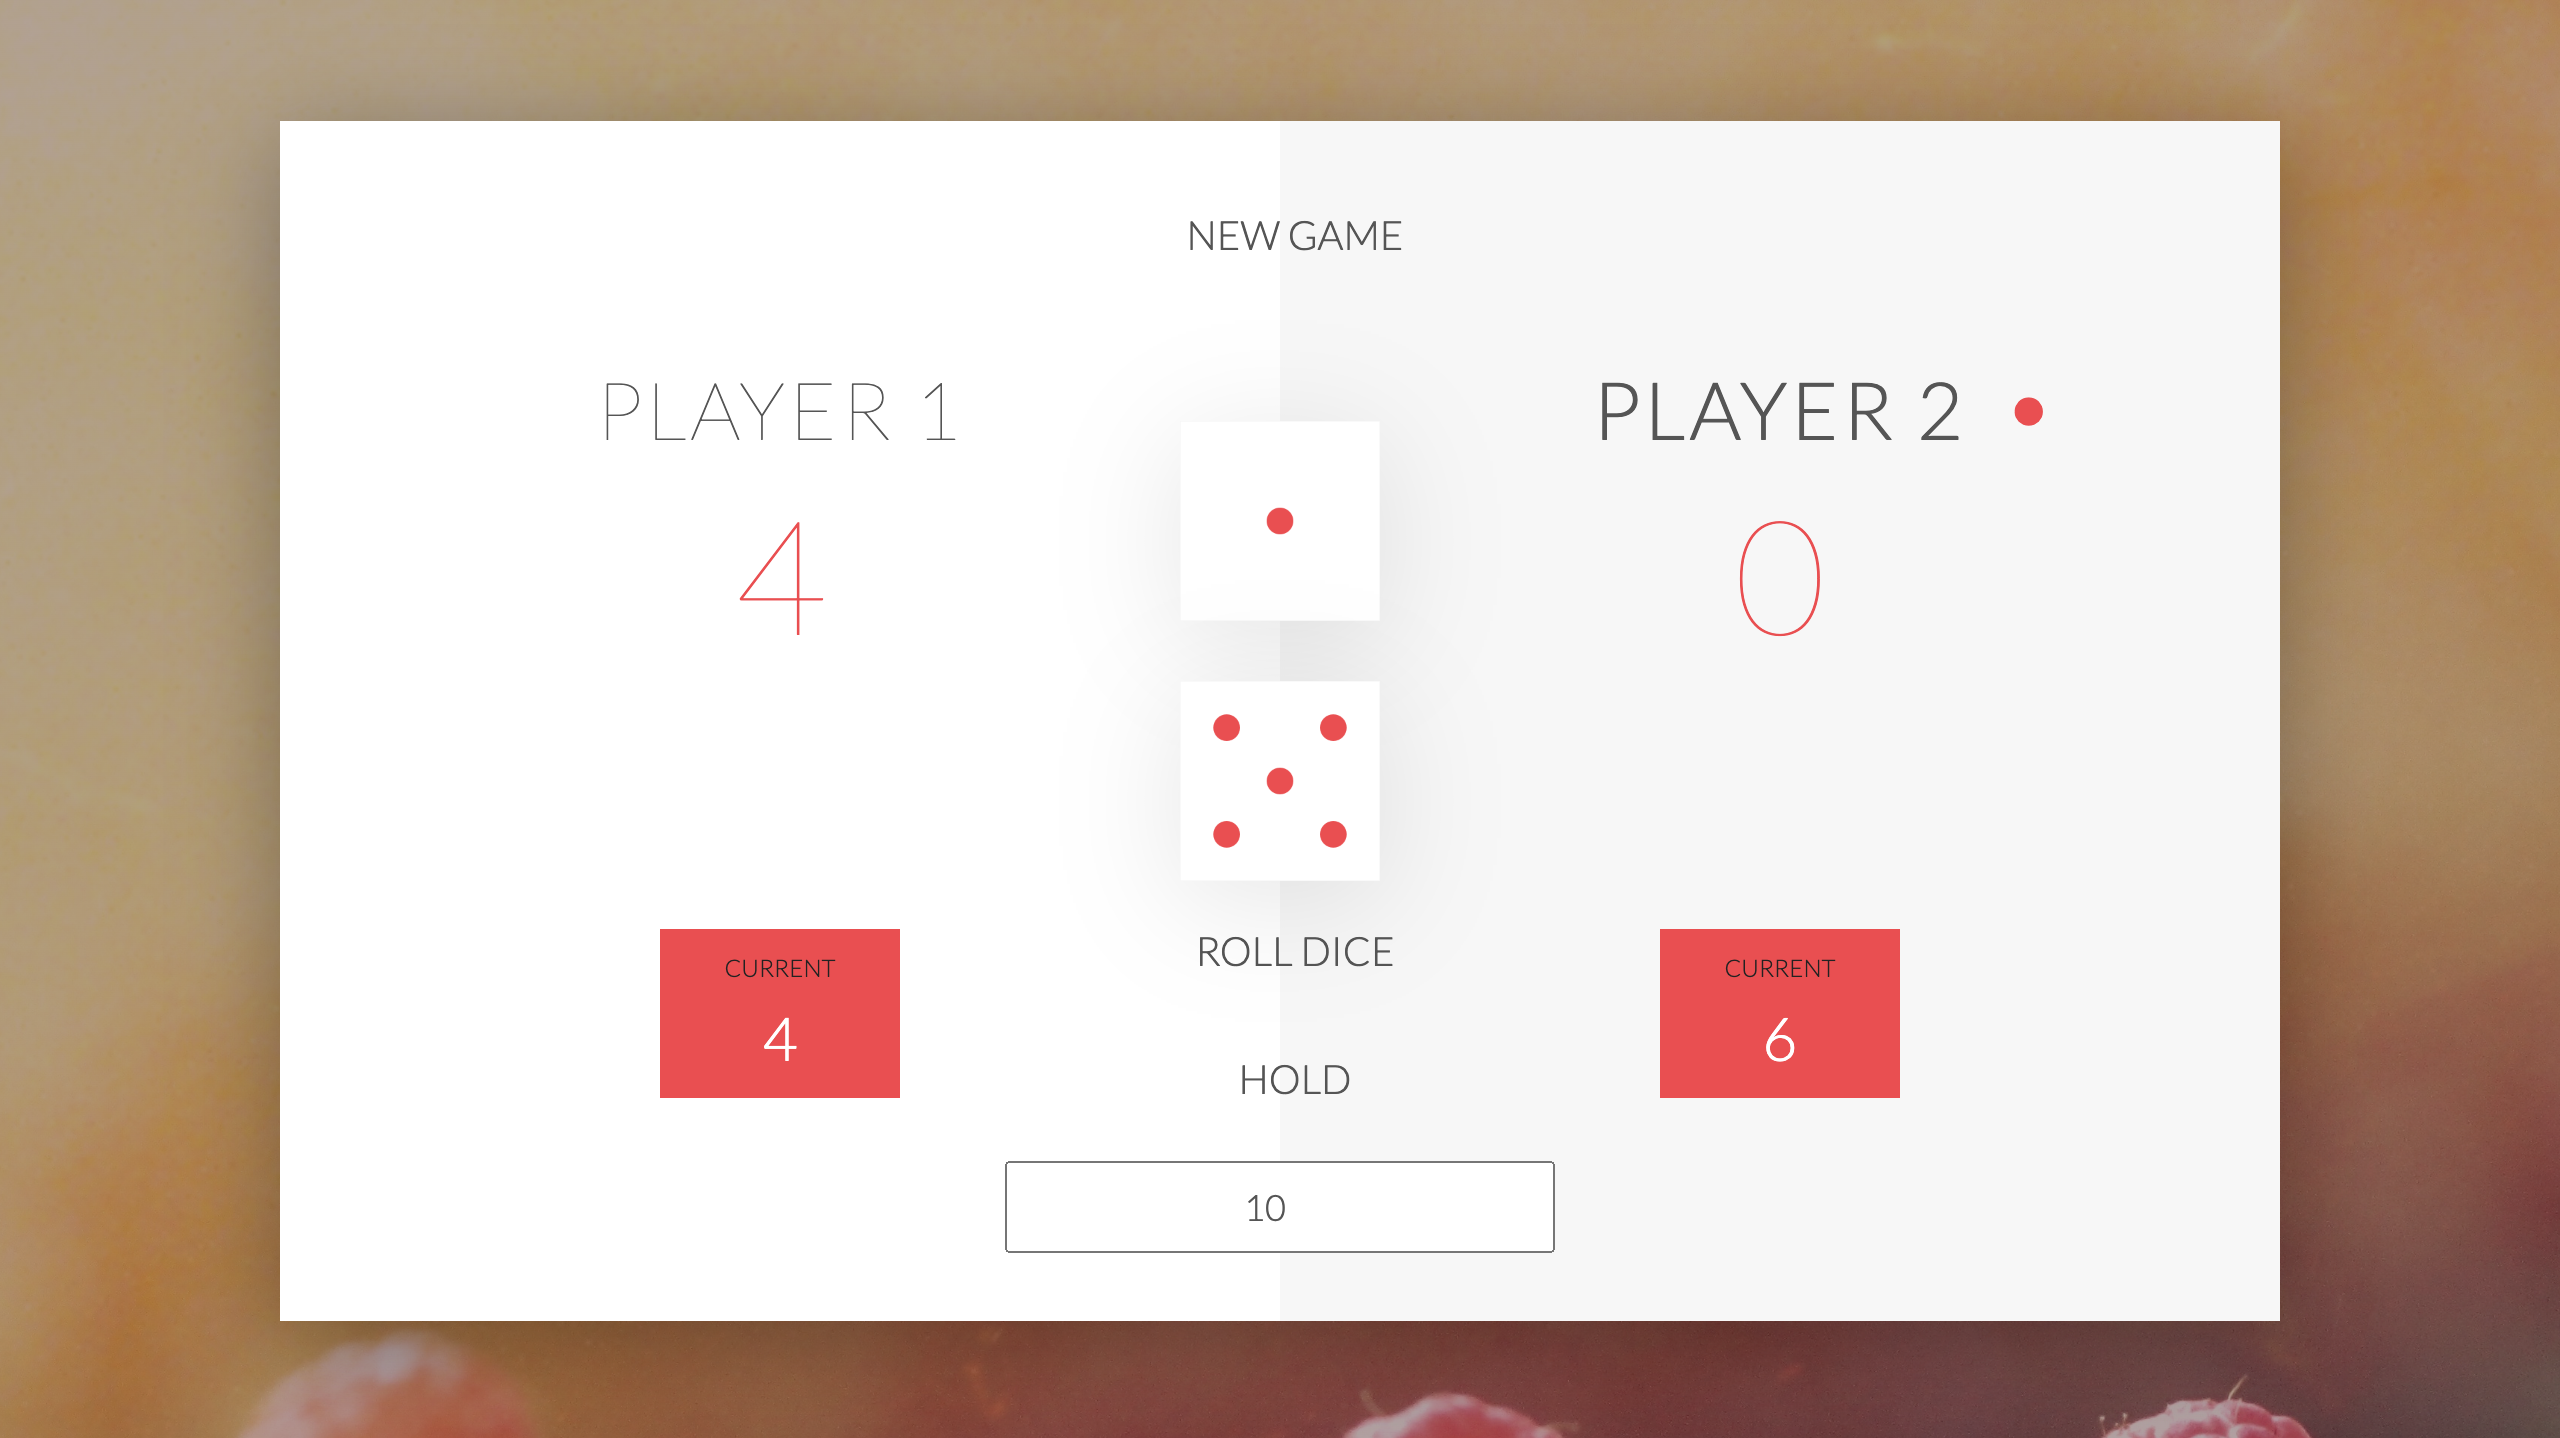 NEW GAME
PLAYER 1
4
PLAYER 2
0
CURRENT
4
ROLL DICE
HOLD
CURRENT
6
10